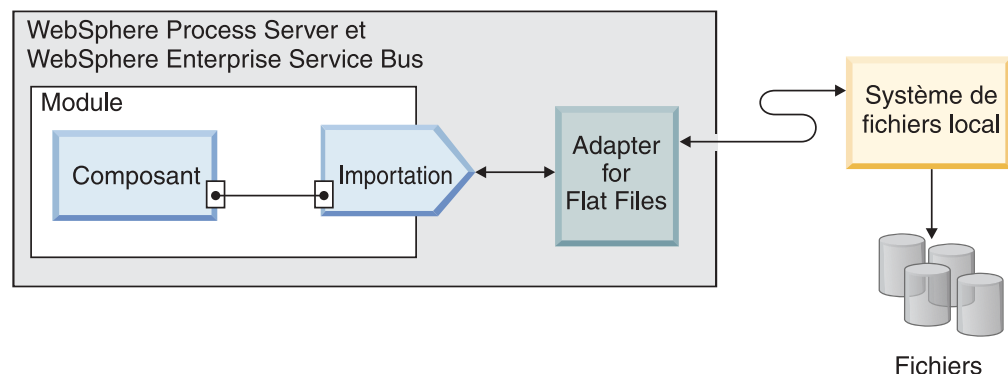 WebSphere Process Server et
WebSphere Enterprise Service Bus
Module
Composant
Importation
Adapter
for
Flat Files
Système de
fichiers local
Fichiers